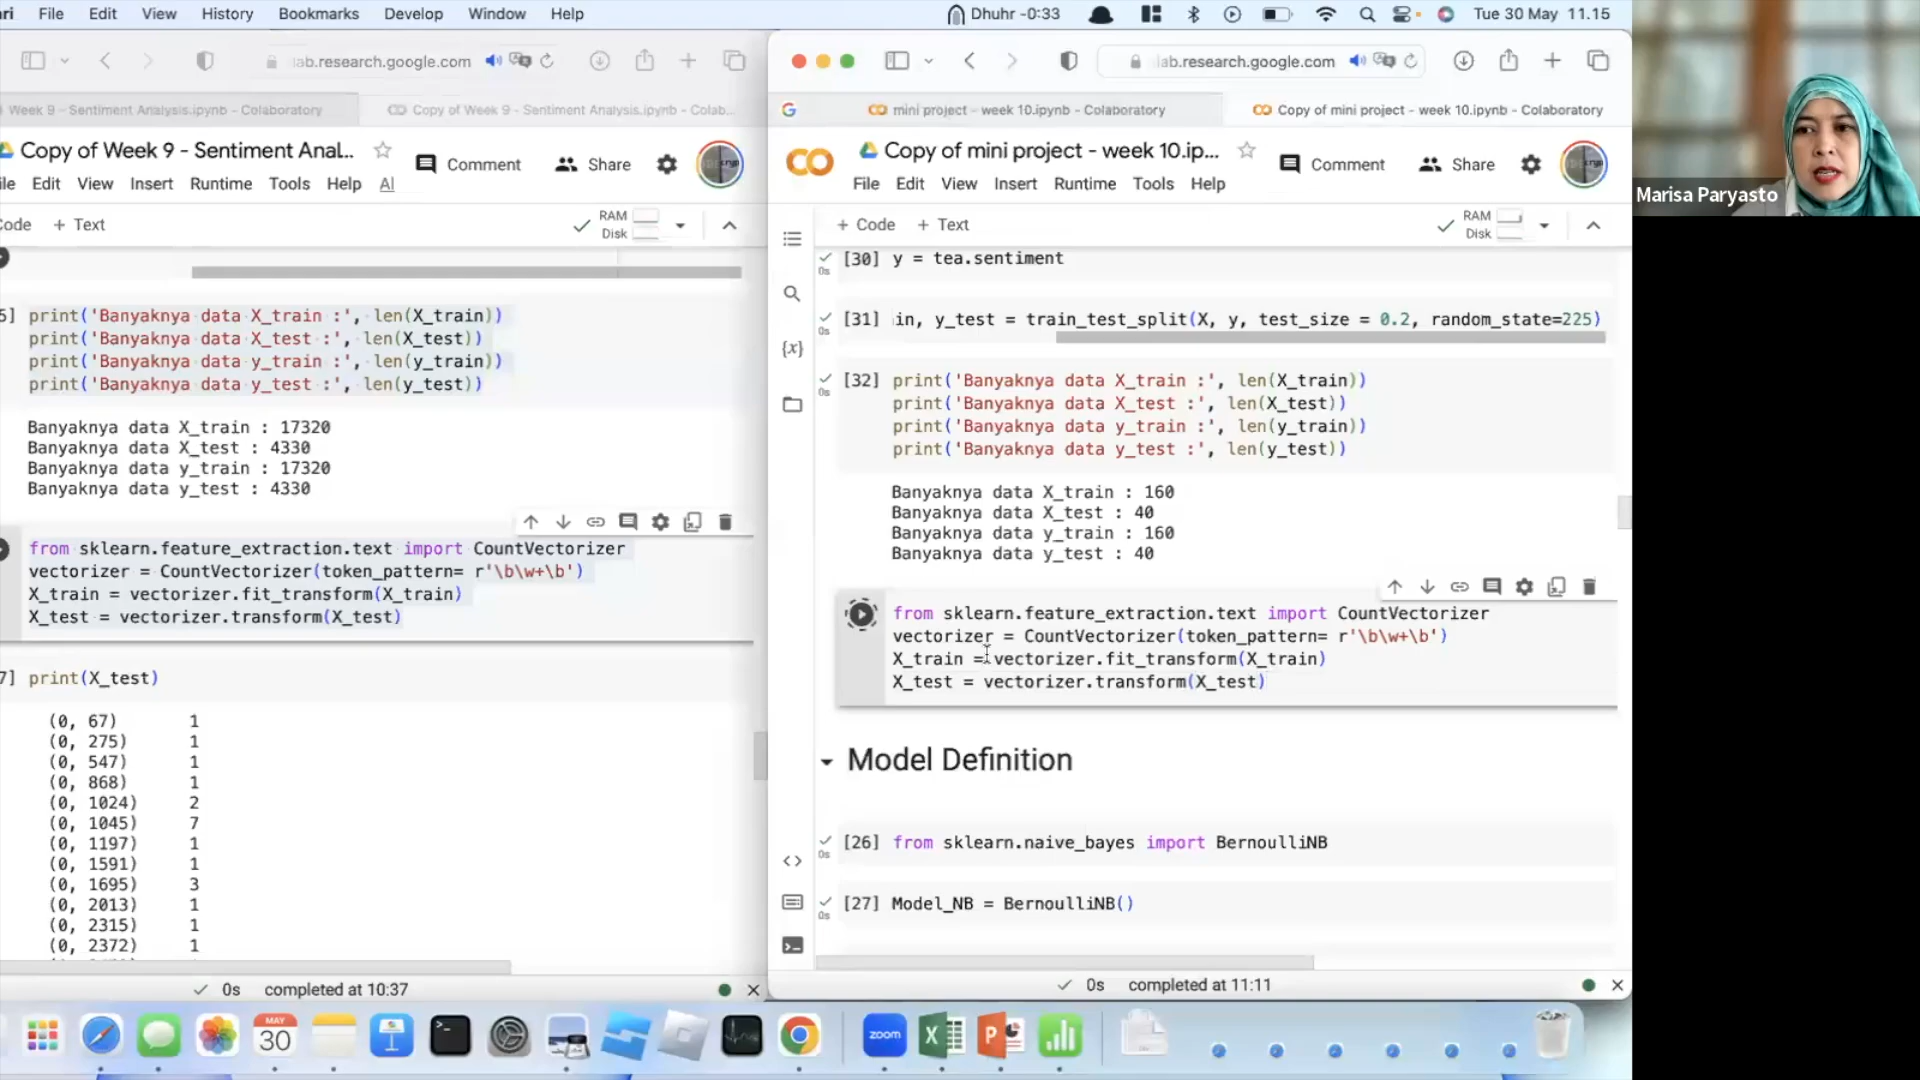 ri File Edit View History Bookmarks Develop Window Help
Dhuhr -0:33 Tue 30 May 11.15
lab.research.google.com
Week 9 - Sentiment Analysis.ipynb - Colaboratory
Copy of Week 9 - Sentiment Analysis.ipynb - Colab...
Copy of Week 9 - Sentiment Anal...
Comment
Share
ile Edit View Insert Runtime Tools Help Al
Code + Text
RAM
Disk
5] print('Banyaknya data X_train :', len(X_train))
print('Banyaknya data X_test :', len(X_test))
print('Banyaknya data y_train :', len(y_train))
print('Banyaknya data y_test :', len(y_test))
Banyaknya data X_train : 17320
Banyaknya data X_test : 4330
Banyaknya data y_train : 17320
Banyaknya data y_test : 4330
from sklearn.feature_extraction.text import CountVectorizer
vectorizer = CountVectorizer(token_pattern= r'\b\w+\b')
X_train = vectorizer.fit_transform(X_train)
X_test = vectorizer.transform(X_test)
7] print(X_test)
(0, 67) 1
(0, 275) 1
(0, 547) 1
(0, 868) 1
(0, 1024) 2
(0, 1045) 7
(0, 1197) 1
(0, 1591) 1
(0, 1695) 3
(0, 2013) 1
(0, 2315) 1
(0, 2372) 1
0s completed at 10:37
lab.research.google.com
mini project - week 10.ipynb - Colaboratory
Copy of mini project - week 10.ipynb - Colaboratory
Copy of mini project - week 10.ip...
Comment
Share
File Edit View Insert Runtime Tools Help
+ Code + Text
RAM
Disk
0s [30] y = tea.sentiment
0s [31] in, y_test = train_test_split(X, y, test_size = 0.2, random_state=225)
0s [32] print('Banyaknya data X_train :', len(X_train))
print('Banyaknya data X_test :', len(X_test))
print('Banyaknya data y_train :', len(y_train))
print('Banyaknya data y_test :', len(y_test))
Banyaknya data X_train : 160
Banyaknya data X_test : 40
Banyaknya data y_train : 160
Banyaknya data y_test : 40
from sklearn.feature_extraction.text import CountVectorizer
vectorizer = CountVectorizer(token_pattern= r'\b\w+\b')
X_train = vectorizer.fit_transform(X_train)
X_test = vectorizer.transform(X_test)
Model Definition
0s [26] from sklearn.naive_bayes import BernoulliNB
0s [27] Model_NB = BernoulliNB()
0s completed at 11:11
MAY
30
zoom
Marisa Paryasto